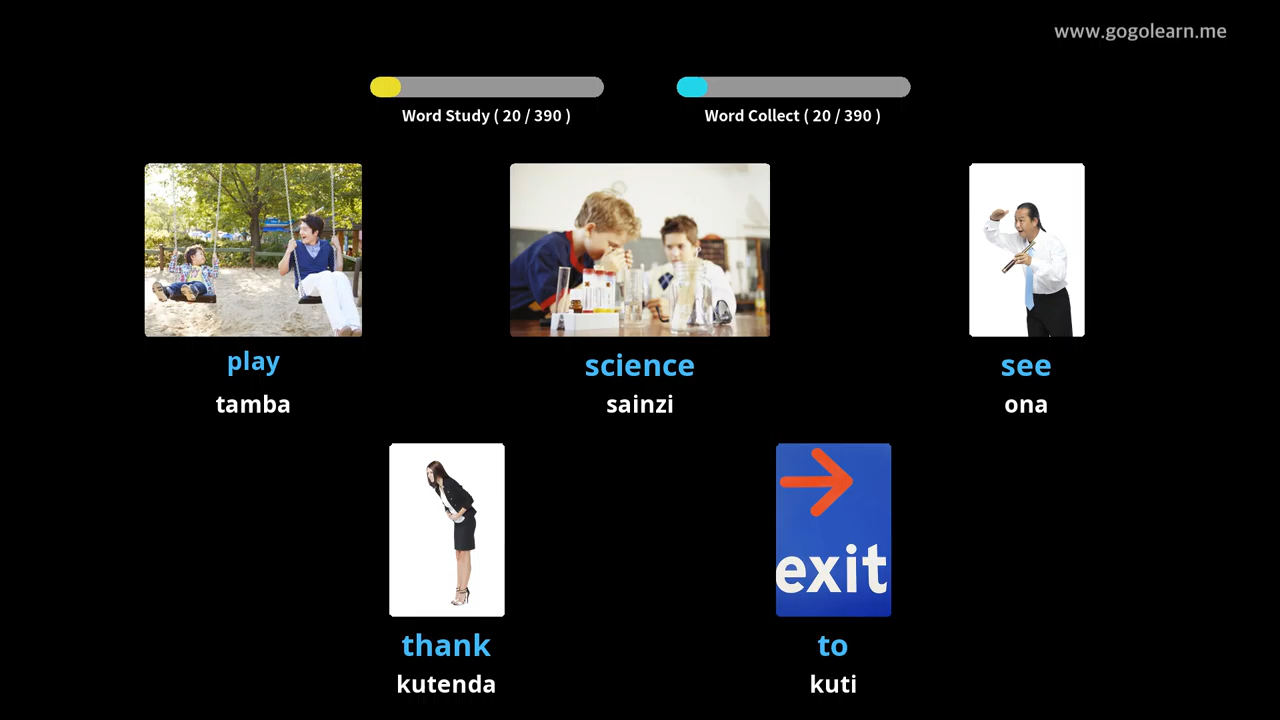 www.gogolearn.me
Word Study ( 20 / 390 )
Word Collect ( 20 / 390 )
play
tamba
science
sainzi
see
ona
exit
thank
kutenda
to
kuti